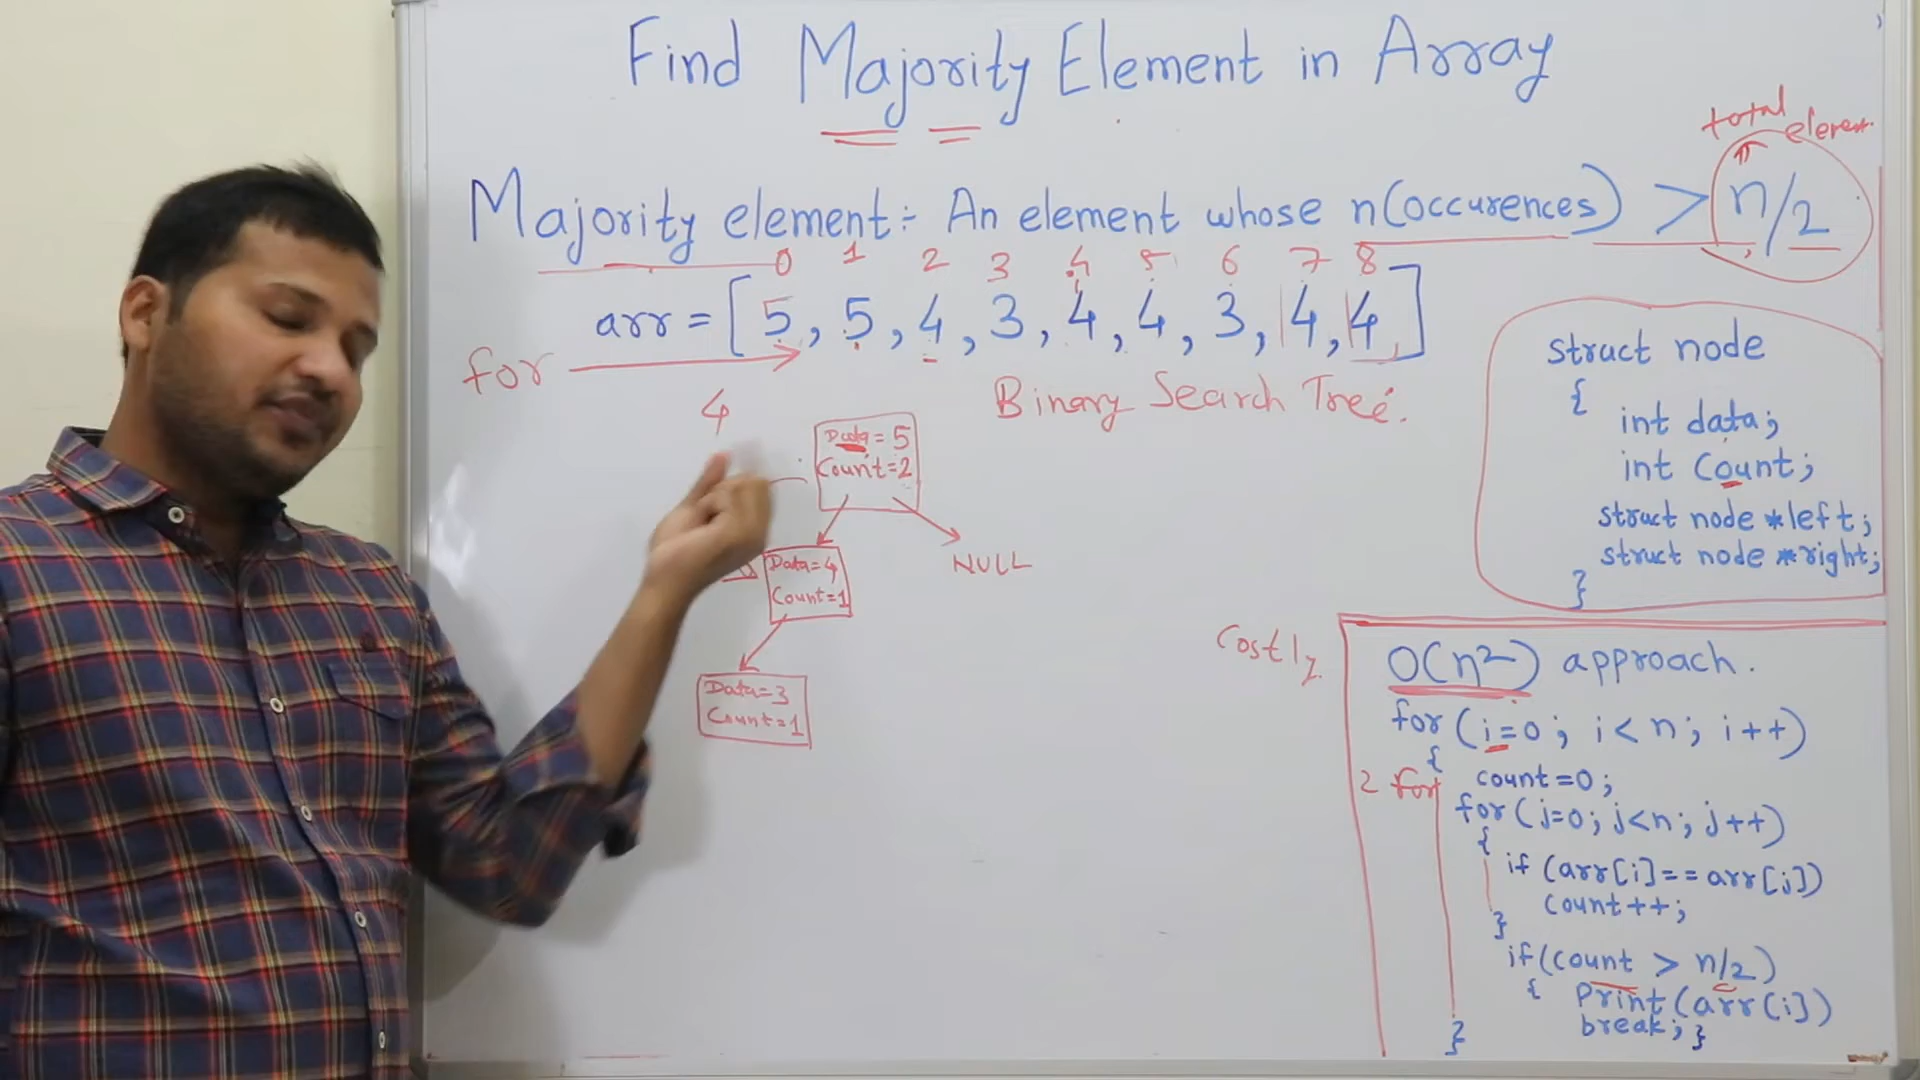 Find Majority Element in Array
total element
Majority element:- An element whose n(occurences) > n/2
0 1 2 3 4 5 6 7 8
arr = [5, 5, 4, 3, 4, 4, 3, 4, 4]
for
4
Binary Search Tree.
Data = 5
Count=2
NULL
Data=4
Count=1
Data=3
Count=1
struct node
{
int data;
int count;
struct node *left;
struct node *right;
}
Costly
O(n²) approach.
for (i=0; i<n; i++)
{ count=0;
2 for
for (j=0; j<n; j++)
{
if (arr[i]==arr[j])
count++;
}
if(count > n/2)
{ Print(arr[i])
break; }
}